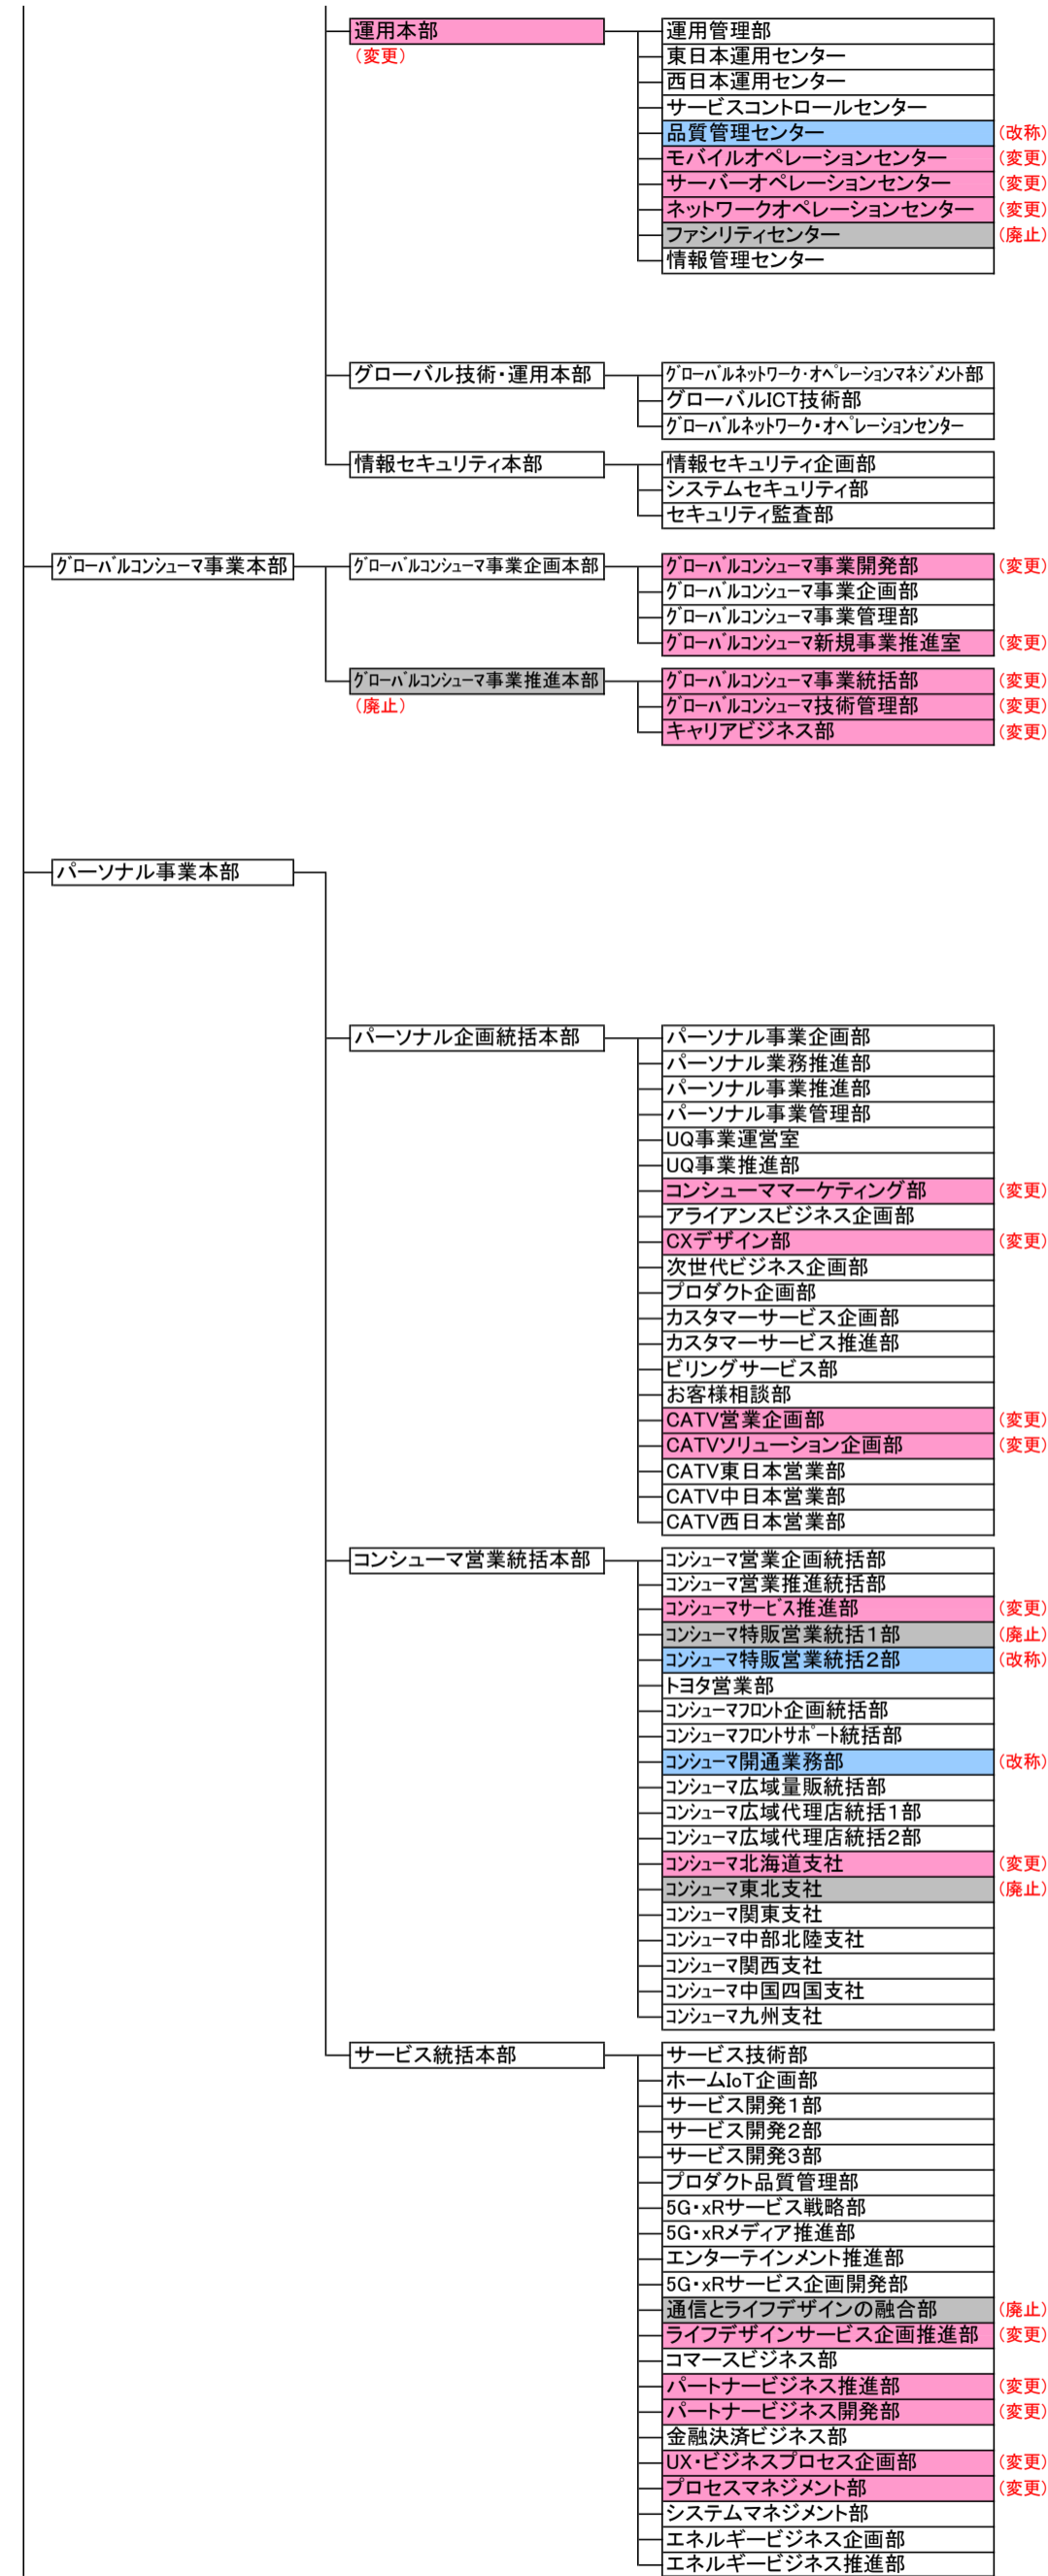 運用本部
運用管理部
(変更)
東日本運用センター
西日本運用センター
サービスコントロールセンター
品質管理センター (改称)
モバイルオペレーションセンター (変更)
サーバーオペレーションセンター (変更)
ネットワークオペレーションセンター (変更)
ファシリティセンター (廃止)
情報管理センター
グローバル技術・運用本部
グローバルネットワーク・オペレーションマネジメント部
グローバルICT技術部
グローバルネットワーク・オペレーションセンター
情報セキュリティ本部
情報セキュリティ企画部
システムセキュリティ部
セキュリティ監査部
グローバルコンシューマ事業本部
グローバルコンシューマ事業企画本部
グローバルコンシューマ事業開発部 (変更)
グローバルコンシューマ事業企画部
グローバルコンシューマ事業管理部
グローバルコンシューマ新規事業推進室 (変更)
グローバルコンシューマ事業推進本部
グローバルコンシューマ事業統括部 (変更)
(廃止)
グローバルコンシューマ技術管理部 (変更)
キャリアビジネス部 (変更)
パーソナル事業本部
パーソナル企画統括本部
パーソナル事業企画部
パーソナル業務推進部
パーソナル事業推進部
パーソナル事業管理部
UQ事業運営室
UQ事業推進部
コンシューママーケティング部 (変更)
アライアンスビジネス企画部
CXデザイン部 (変更)
次世代ビジネス企画部
プロダクト企画部
カスタマーサービス企画部
カスタマーサービス推進部
ビリングサービス部
お客様相談部
CATV営業企画部 (変更)
CATVソリューション企画部 (変更)
CATV東日本営業部
CATV中日本営業部
CATV西日本営業部
コンシューマ営業統括本部
コンシューマ営業企画統括部
コンシューマ営業推進統括部
コンシューマサービス推進部 (変更)
コンシューマ特販営業統括1部 (廃止)
コンシューマ特販営業統括2部 (改称)
トヨタ営業部
コンシューマフロント企画統括部
コンシューマフロントサポート統括部
コンシューマ開通業務部 (改称)
コンシューマ広域量販統括部
コンシューマ広域代理店統括1部
コンシューマ広域代理店統括2部
コンシューマ北海道支社 (変更)
コンシューマ東北支社 (廃止)
コンシューマ関東支社
コンシューマ中部北陸支社
コンシューマ関西支社
コンシューマ中国四国支社
コンシューマ九州支社
サービス統括本部
サービス技術部
ホームIoT企画部
サービス開発1部
サービス開発2部
サービス開発3部
プロダクト品質管理部
5G・xRサービス戦略部
5G・xRメディア推進部
エンターテインメント推進部
5G・xRサービス企画開発部
通信とライフデザインの融合部 (廃止)
ライフデザインサービス企画推進部 (変更)
コマースビジネス部
パートナービジネス推進部 (変更)
パートナービジネス開発部 (変更)
金融決済ビジネス部
UX・ビジネスプロセス企画部 (変更)
プロセスマネジメント部 (変更)
システムマネジメント部
エネルギービジネス企画部
エネルギービジネス推進部